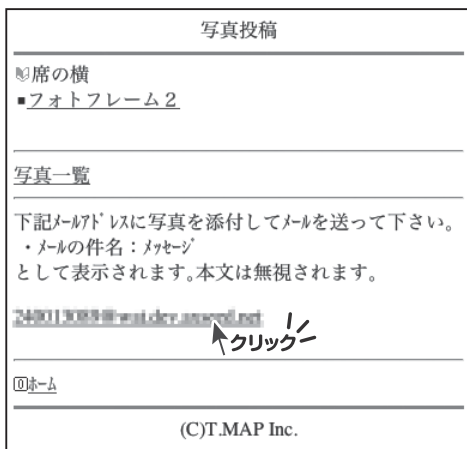 写真投稿
席の横
■フォトフレーム２
写真一覧
下記ﾒｰﾙｱﾄﾞﾚｽに写真を添付してﾒｰﾙを送って下さい。
・ﾒｰﾙの件名：ﾒｯｾｰｼﾞ
として表示されます。本文は無視されます。
クリック
0ﾎｰﾑ
(C)T.MAP Inc.